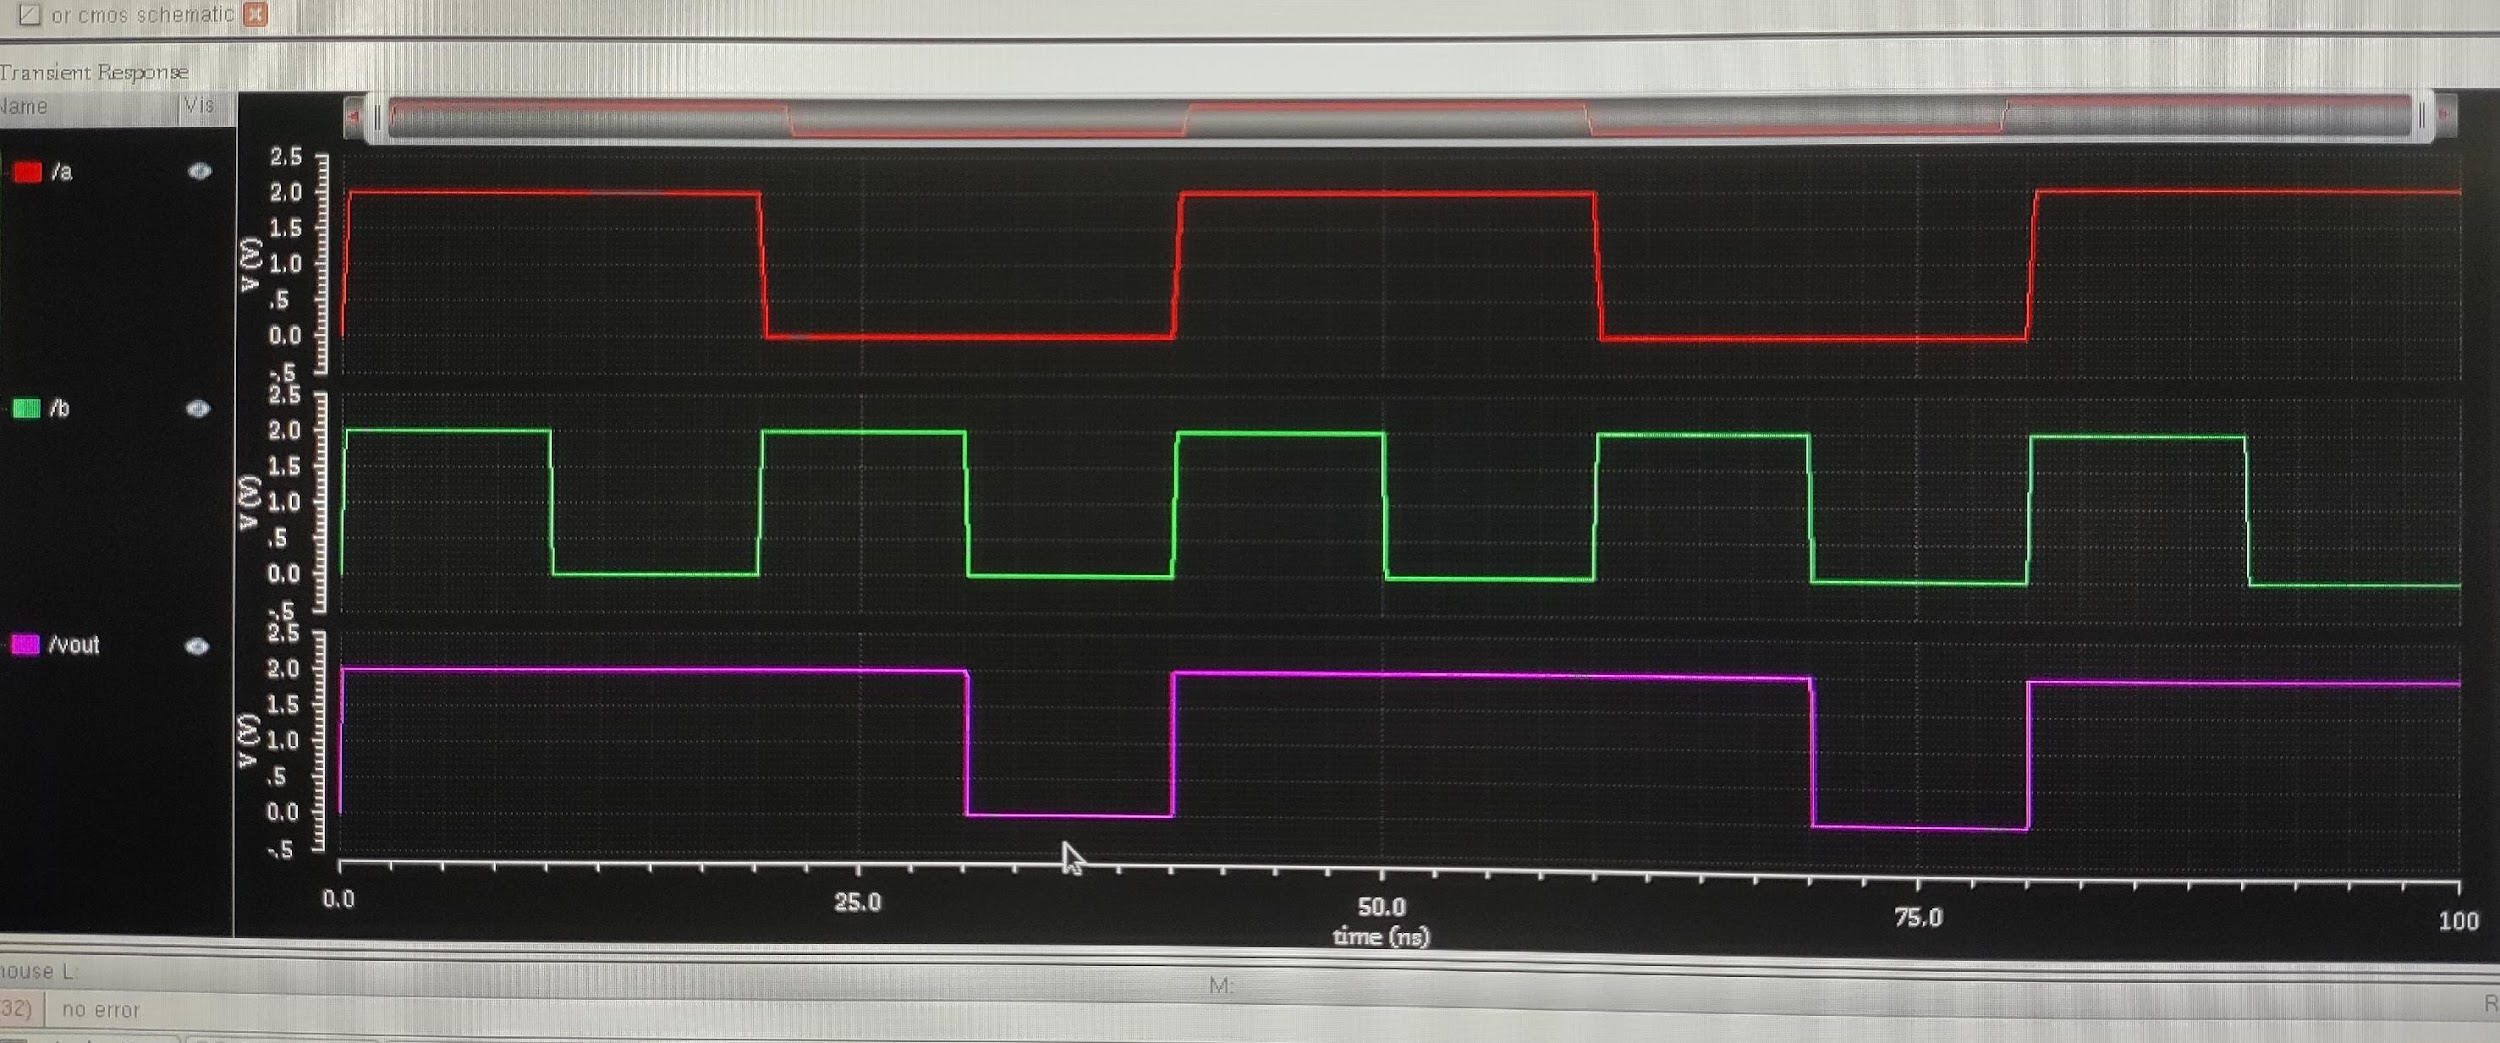 or cmos schematic
Transient Response
Name Vis
/a
2.5
2.0
1.5
1.0
.5
0.0
-.5
V (V)
/b
2.5
2.0
1.5
1.0
.5
0.0
-.5
V (V)
/vout
2.5
2.0
1.5
1.0
.5
0.0
-.5
V (V)
0.0 25.0 50.0 75.0 100
time (ns)
mouse L: M: R
32) no error